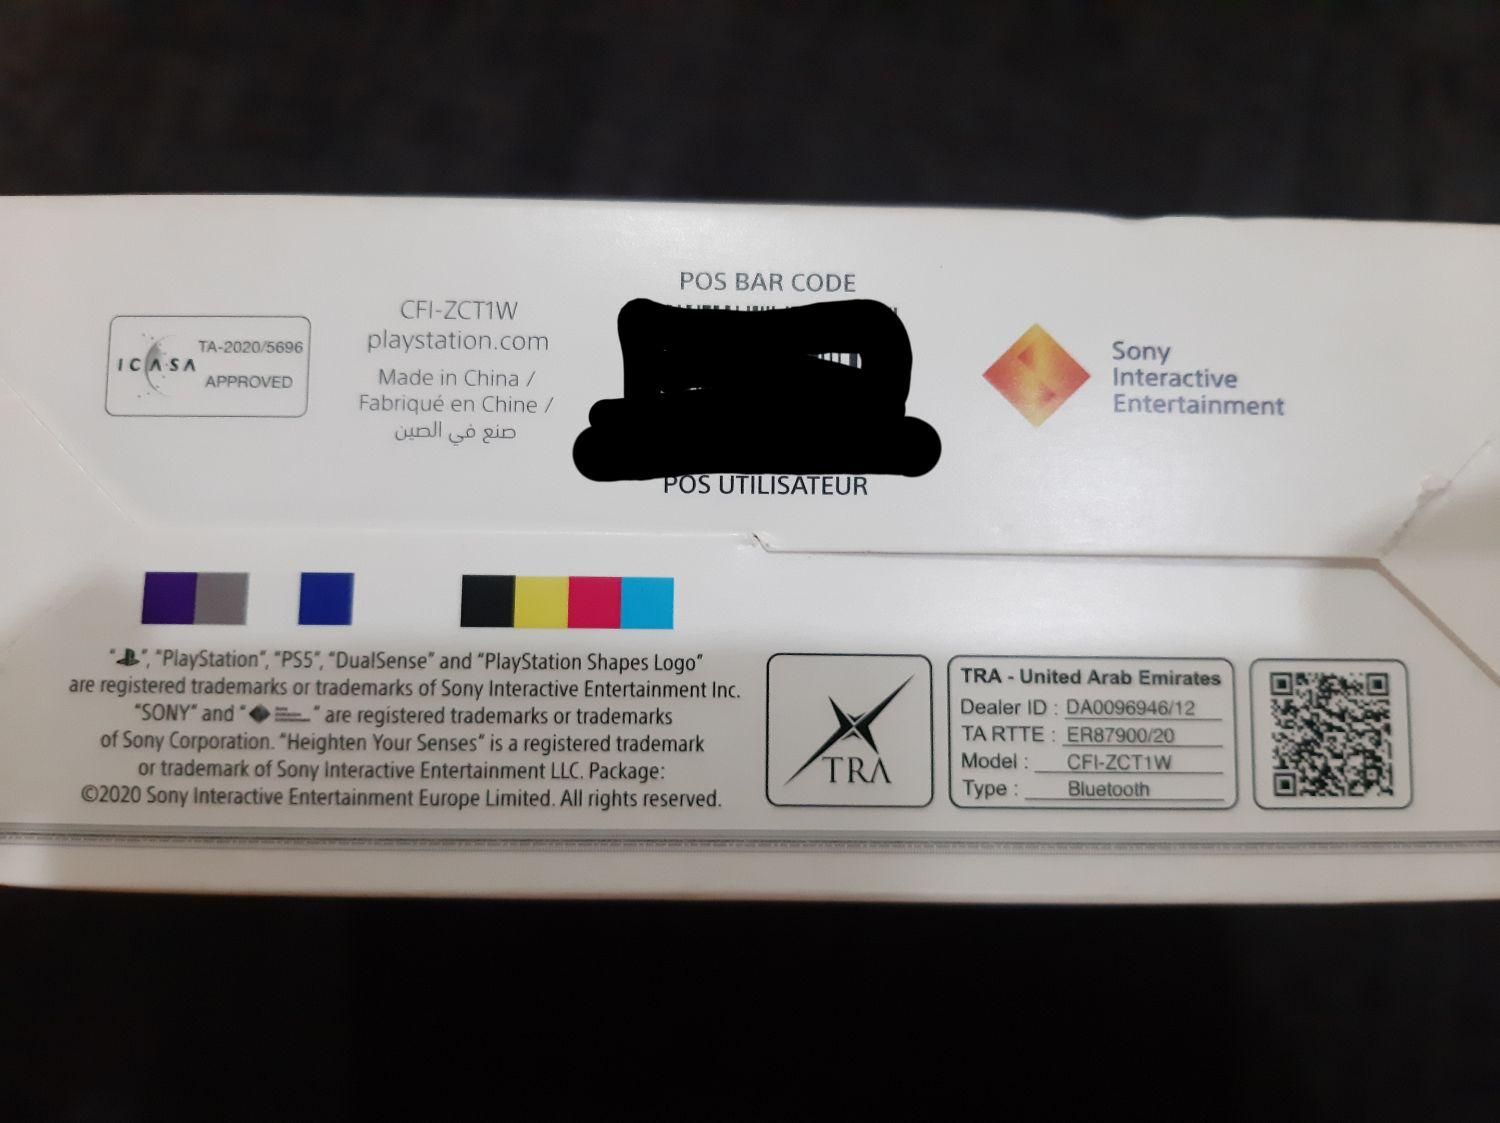 POS BAR CODE
ICASA
TA-2020/5696
APPROVED
CFI-ZCT1W
playstation.com
Made in China /
Fabriqué en Chine /
صنع في الصين
Sony
Interactive
Entertainment
POS UTILISATEUR
" ", "PlayStation", "PS5", "DualSense" and "PlayStation Shapes Logo"
are registered trademarks or trademarks of Sony Interactive Entertainment Inc.
"SONY" and " " are registered trademarks or trademarks
of Sony Corporation. "Heighten Your Senses" is a registered trademark
or trademark of Sony Interactive Entertainment LLC. Package:
©2020 Sony Interactive Entertainment Europe Limited. All rights reserved.
TRA
TRA - United Arab Emirates
Dealer ID : DA0096946/12
TA RTTE : ER87900/20
Model : CFI-ZCT1W
Type : Bluetooth